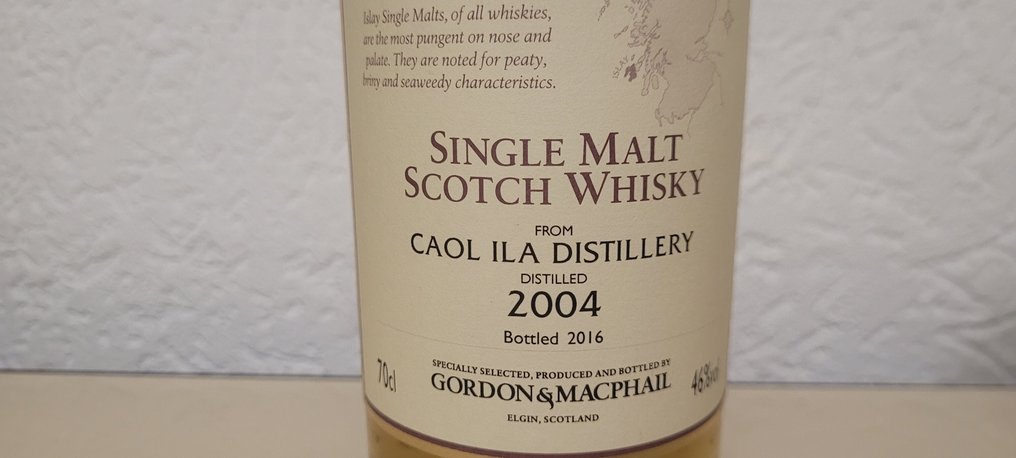 Islay Single Malts, of all whiskies,
are the most pungent on nose and
palate. They are noted for peaty,
briny and seaweedy characteristics.
ISLAY
SINGLE MALT
SCOTCH WHISKY
FROM
CAOL ILA DISTILLERY
DISTILLED
2004
Bottled 2016
70cl
SPECIALLY SELECTED, PRODUCED AND BOTTLED BY
GORDON&MACPHAIL
46%vol
ELGIN, SCOTLAND